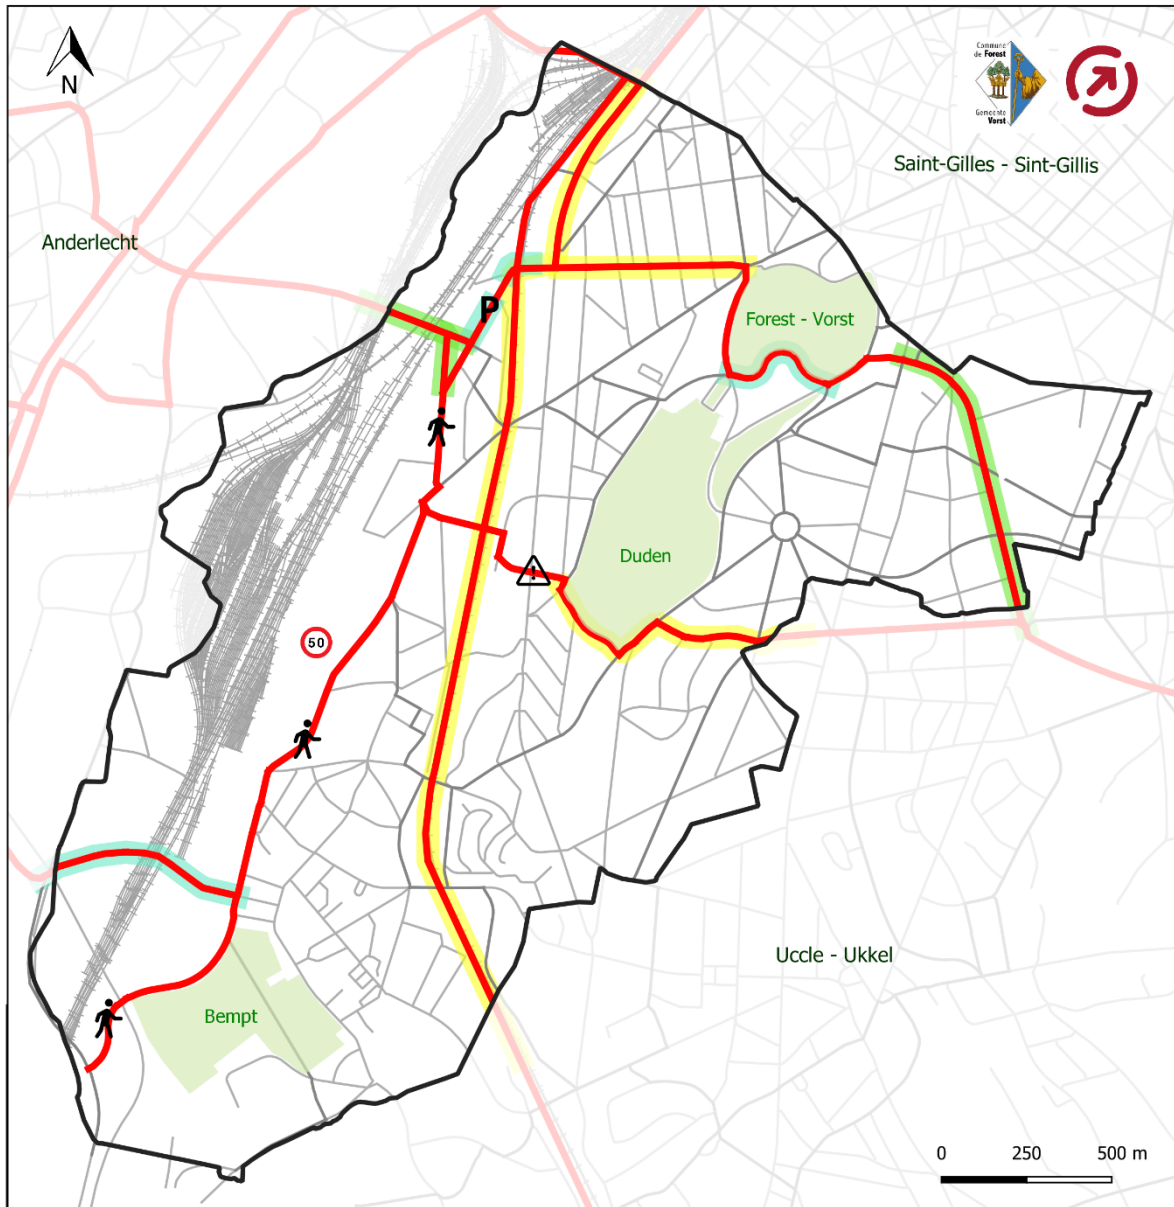 N
Commune
de Forest
Gemeente
Vorst
Saint-Gilles - Sint-Gillis
Anderlecht
P
Forest - Vorst
Duden
50
Uccle - Ukkel
Bempt
0 250 500 m